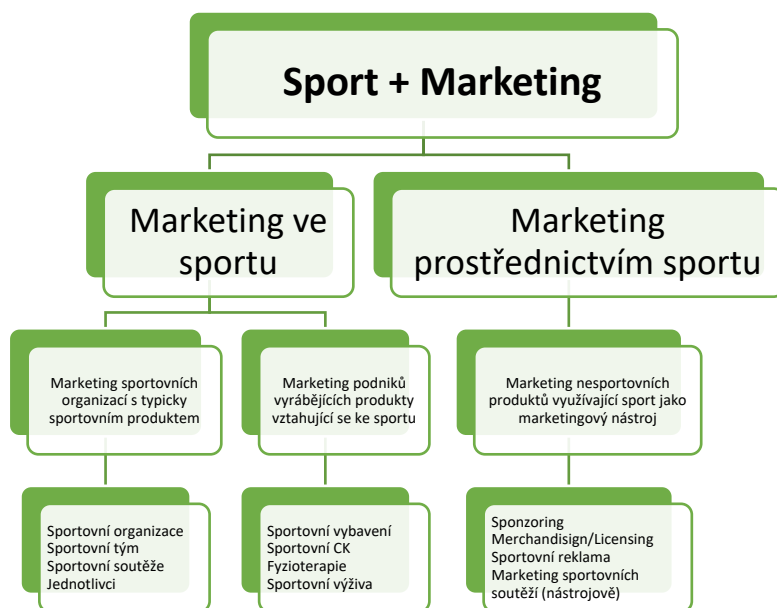 Sport + Marketing
Marketing ve
sportu
Marketing
prostřednictvím sportu
Marketing sportovních
organizací s typicky
sportovním produktem
Marketing podniků
vyrábějících produkty
vztahující se ke sportu
Marketing nesportovních
produktů využívající sport jako
marketingový nástroj
Sportovní organizace
Sportovní tým
Sportovní soutěže
Jednotlivci
Sportovní vybavení
Sportovní CK
Fyzioterapie
Sportovní výživa
Sponzoring
Merchandisign/Licensing
Sportovní reklama
Marketing sportovních
soutěží (nástrojově)